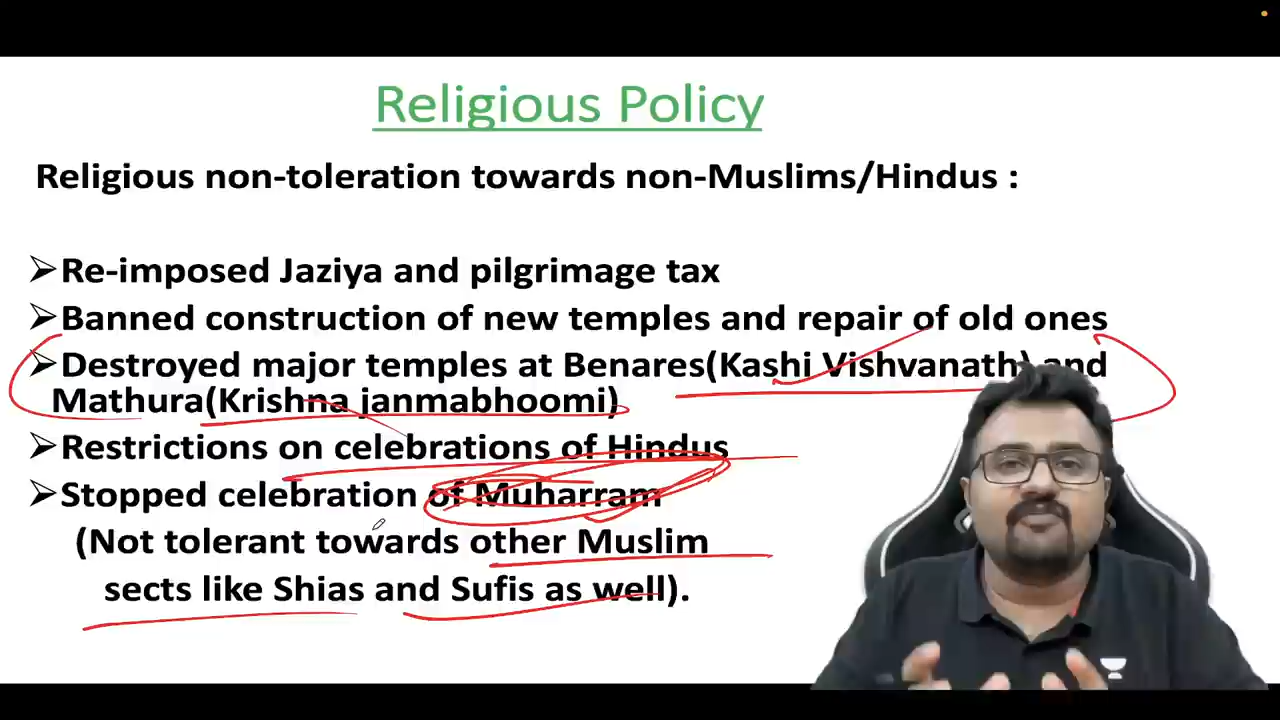 Religious Policy
Religious non-toleration towards non-Muslims/Hindus :
➢Re-imposed Jaziya and pilgrimage tax
➢Banned construction of new temples and repair of old ones
➢Destroyed major temples at Benares(Kashi Vishvanath) and
Mathura(Krishna janmabhoomi)
➢Restrictions on celebrations of Hindus
➢Stopped celebration of Muharram
(Not tolerant towards other Muslim
sects like Shias and Sufis as well).